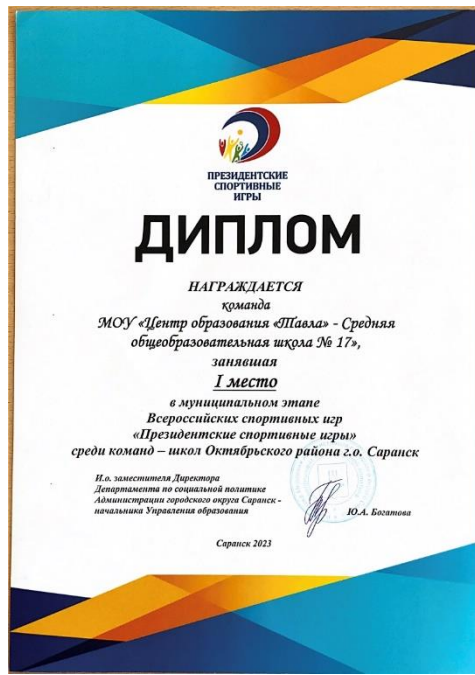 ПРЕЗИДЕНТСКИЕ
СПОРТИВНЫЕ
ИГРЫ
ДИПЛОМ
НАГРАЖДАЕТСЯ
команда
МОУ «Центр образования «Тавла» - Средняя
общеобразовательная школа № 17»,
занявшая
I место
в муниципальном этапе
Всероссийских спортивных игр
«Президентские спортивные игры»
среди команд – школ Октябрьского района г.о. Саранск
И.о. заместителя Директора
Департамента по социальной политике
Администрации городского округа Саранск -
начальника Управления образования
Ю.А. Богатова
Саранск 2023